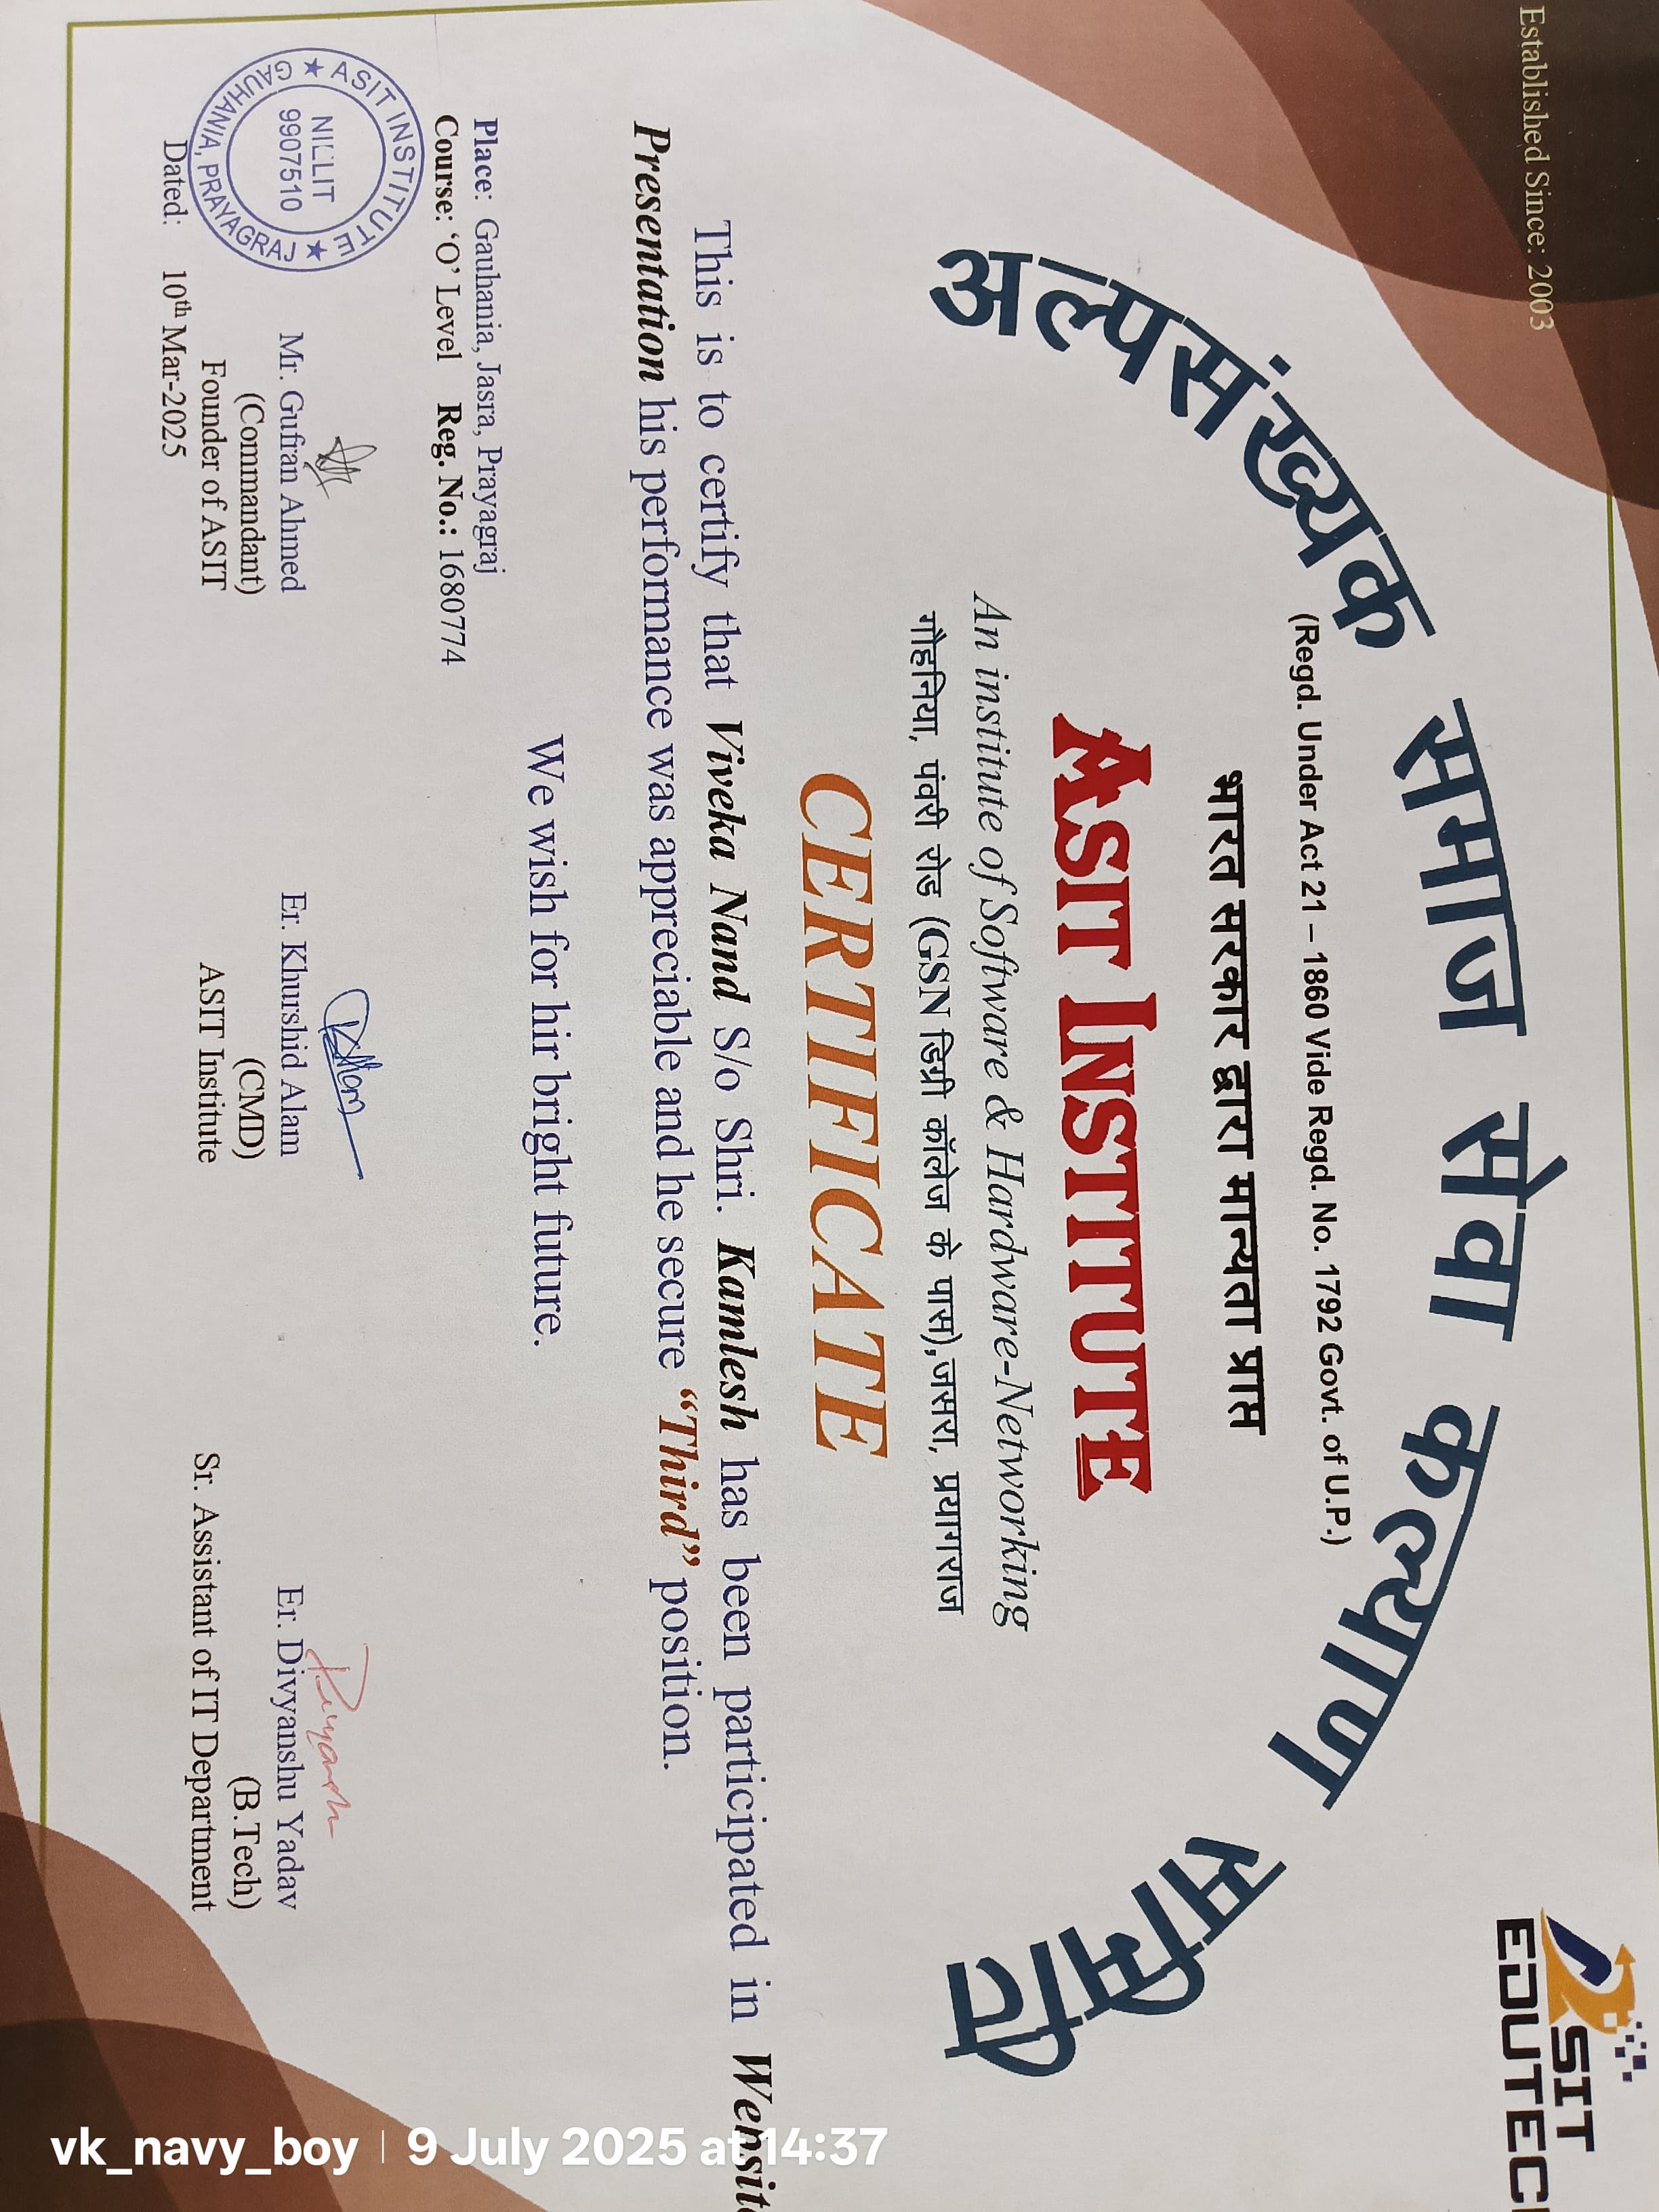 Established Since: 2003
ASIT
EDUTEC
अल्पसंख्यक समाज सेवा कल्याण समिति
(Regd. Under Act 21 – 1860 Vide Regd. No. 1792 Govt. of U.P.)
भारत सरकार द्वारा मान्यता प्राप्त
ASIT INSTITUTE
An institute of Software & Hardware-Networking
गौहनिया, पंवरी रोड (GSN डिग्री कॉलेज के पास),जसरा, प्रयागराज
CERTIFICATE
This is to certify that Viveka Nand S/o Shri. Kamlesh has been participated in Websit
Presentation his performance was appreciable and he secure “Third” position.
We wish for hir bright future.
Place: Gauhania, Jasra, Prayagraj
Course: ‘O’ Level Reg. No.: 1680774
ASIT INSTITUTE ★ GAUHANIA, PRAYAGRAJ ★
NIELIT
9907510
Mr. Gufran Ahmed
(Commandant)
Founder of ASIT
Er. Khurshid Alam
(CMD)
ASIT Institute
Er. Divyanshu Yadav
(B.Tech)
Sr. Assistant of IT Department
Dated: 10th Mar-2025
vk_navy_boy | 9 July 2025 at 14:37